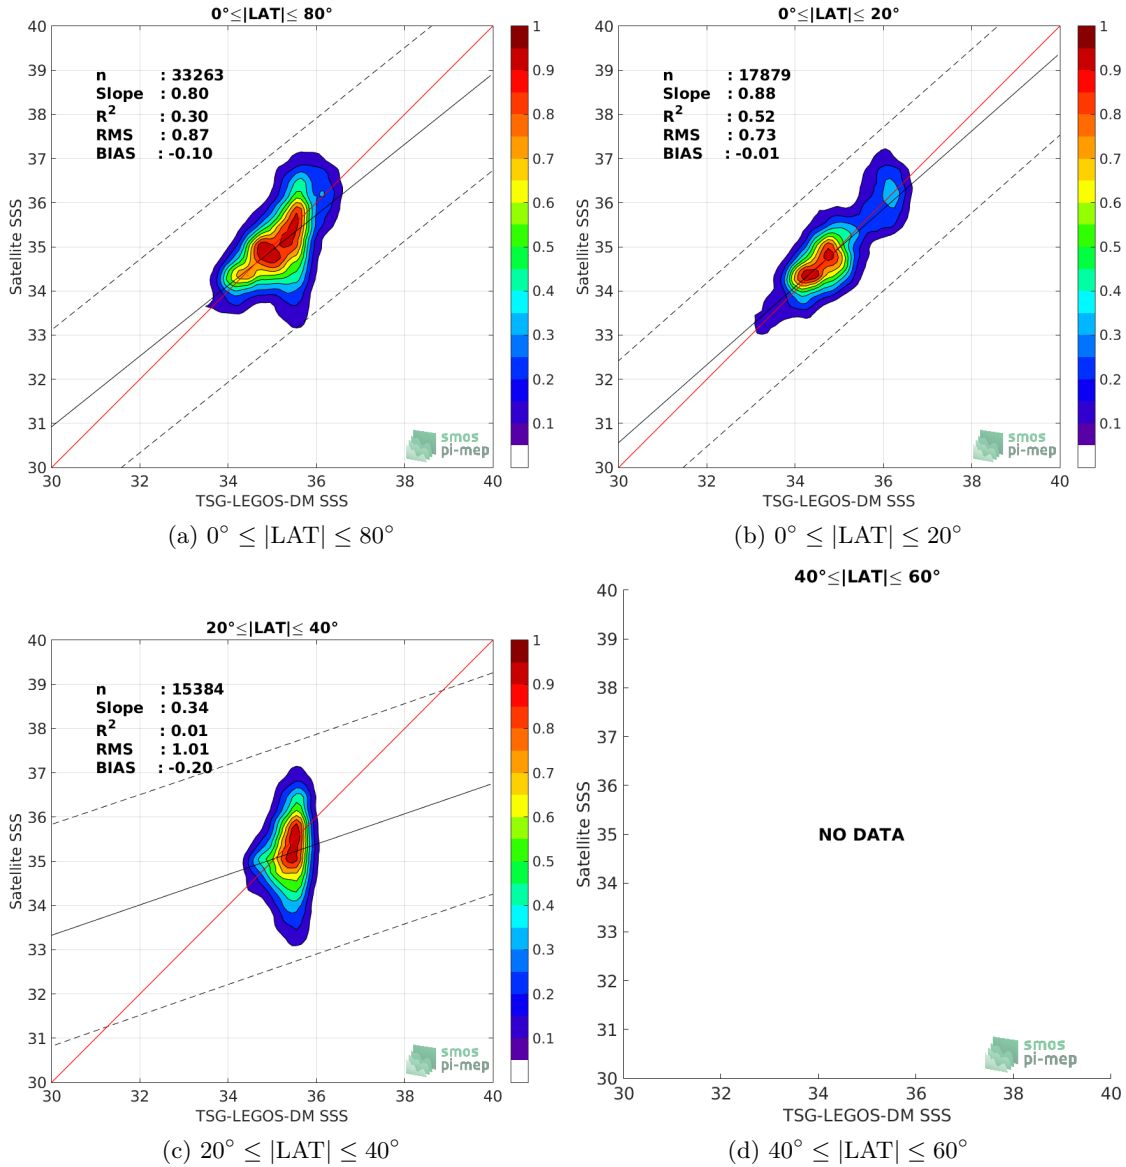 0°≤|LAT|≤ 80°
n : 33263
Slope : 0.80
R² : 0.30
RMS : 0.87
BIAS : -0.10
40
39
38
37
36
35
34
33
32
31
30
Satellite SSS
30 32 34 36 38 40
TSG-LEGOS-DM SSS
1
0.9
0.8
0.7
0.6
0.5
0.4
0.3
0.2
0.1
smos
pi-mep
(a) 0° ≤ |LAT| ≤ 80°
0°≤|LAT|≤ 20°
n : 17879
Slope : 0.88
R² : 0.52
RMS : 0.73
BIAS : -0.01
40
39
38
37
36
35
34
33
32
31
30
Satellite SSS
30 32 34 36 38 40
TSG-LEGOS-DM SSS
1
0.9
0.8
0.7
0.6
0.5
0.4
0.3
0.2
0.1
smos
pi-mep
(b) 0° ≤ |LAT| ≤ 20°
20°≤|LAT|≤ 40°
n : 15384
Slope : 0.34
R² : 0.01
RMS : 1.01
BIAS : -0.20
40
39
38
37
36
35
34
33
32
31
30
Satellite SSS
30 32 34 36 38 40
TSG-LEGOS-DM SSS
1
0.9
0.8
0.7
0.6
0.5
0.4
0.3
0.2
0.1
smos
pi-mep
(c) 20° ≤ |LAT| ≤ 40°
40°≤|LAT|≤ 60°
40
39
38
37
36
35
34
33
32
31
30
Satellite SSS
NO DATA
30 32 34 36 38 40
TSG-LEGOS-DM SSS
smos
pi-mep
(d) 40° ≤ |LAT| ≤ 60°